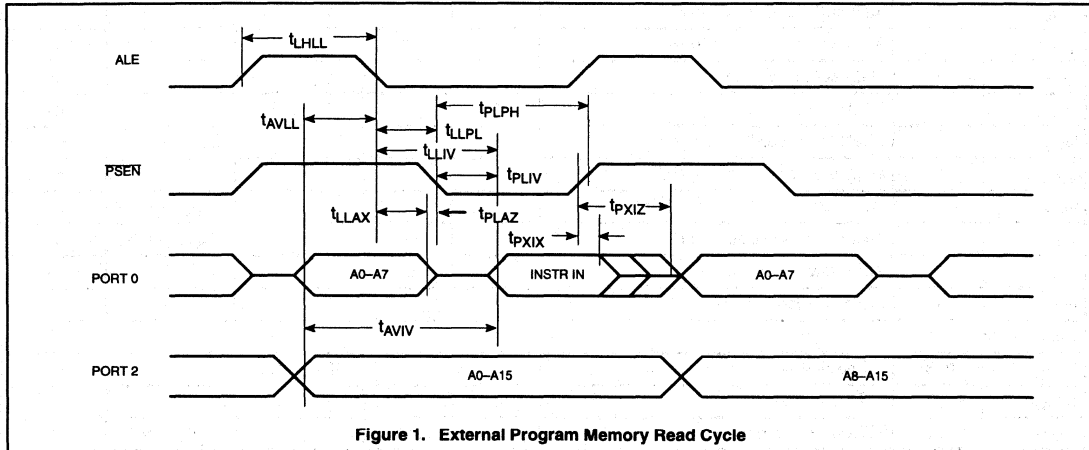 ALE
tLHLL
tAVLL
tPLPH
tLLPL
tLLIV
PSEN
tPLIV
tLLAX
tPLAZ
tPXIZ
tPXIX
PORT 0
A0–A7
INSTR IN
A0–A7
tAVIV
PORT 2
A0–A15
A8–A15
Figure 1. External Program Memory Read Cycle